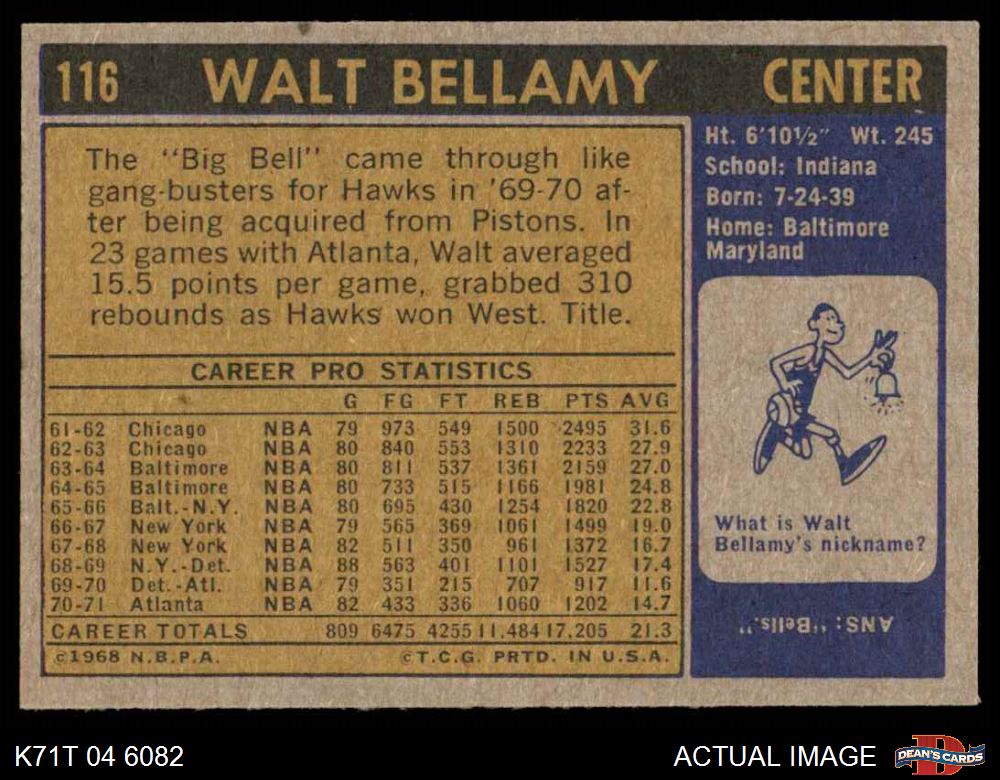 116 WALT BELLAMY CENTER
The "Big Bell" came through like
gang-busters for Hawks in '69-70 af-
ter being acquired from Pistons. In
23 games with Atlanta, Walt averaged
15.5 points per game, grabbed 310
rebounds as Hawks won West. Title.
CAREER PRO STATISTICS
G FG FT REB PTS AVG
61-62 Chicago NBA 79 973 549 1500 2495 31.6
62-63 Chicago NBA 80 840 553 1310 2233 27.9
63-64 Baltimore NBA 80 811 537 1361 2159 27.0
64-65 Baltimore NBA 80 733 515 1166 1981 24.8
65-66 Balt.-N.Y. NBA 80 695 430 1254 1820 22.8
66-67 New York NBA 79 565 369 1061 1499 19.0
67-68 New York NBA 82 511 350 961 1372 16.7
68-69 N.Y.-Det. NBA 88 563 401 1101 1527 17.4
69-70 Det.-Atl. NBA 79 351 215 707 917 11.6
70-71 Atlanta NBA 82 433 336 1060 1202 14.7
CAREER TOTALS 809 6475 4255 11,484 17,205 21.3
©1968 N.B.P.A. ©T.C.G. PRTD. IN U.S.A.
Ht. 6'10½" Wt. 245
School: Indiana
Born: 7-24-39
Home: Baltimore
Maryland
What is Walt
Bellamy's nickname?
ANS: "Bells."
K71T 04 6082
ACTUAL IMAGE
D
DEAN'S CARDS